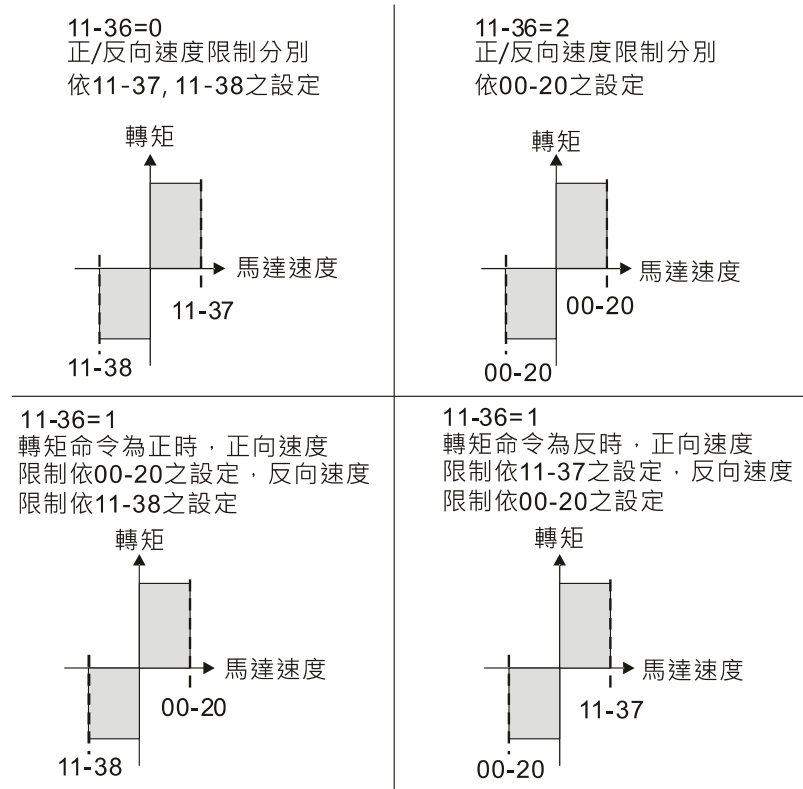 11-36=0
正/反向速度限制分別
依11-37, 11-38之設定
轉矩
馬達速度
11-37
11-38
11-36=2
正/反向速度限制分別
依00-20之設定
轉矩
馬達速度
00-20
00-20
11-36=1
轉矩命令為正時，正向速度
限制依00-20之設定，反向速度
限制依11-38之設定
轉矩
馬達速度
00-20
11-38
11-36=1
轉矩命令為反時，正向速度
限制依11-37之設定，反向速度
限制依00-20之設定
轉矩
馬達速度
11-37
00-20